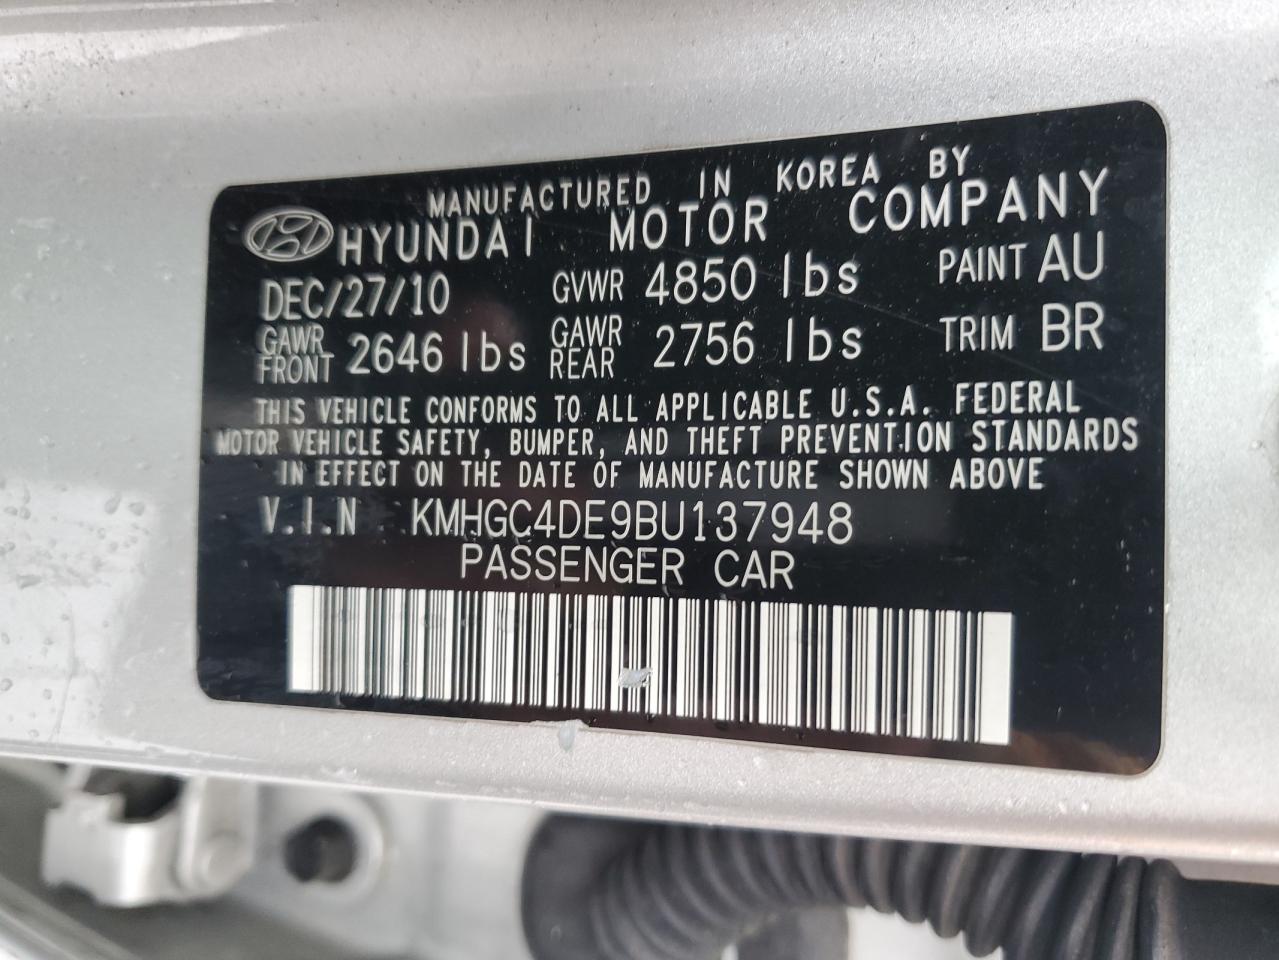 MANUFACTURED IN KOREA BY
HYUNDAI MOTOR COMPANY
DEC/27/10 GVWR 4850 lbs PAINT AU
GAWR FRONT 2646 lbs GAWR REAR 2756 lbs TRIM BR
THIS VEHICLE CONFORMS TO ALL APPLICABLE U.S.A. FEDERAL
MOTOR VEHICLE SAFETY, BUMPER, AND THEFT PREVENTION STANDARDS
IN EFFECT ON THE DATE OF MANUFACTURE SHOWN ABOVE
V.I.N KMHGC4DE9BU137948
PASSENGER CAR